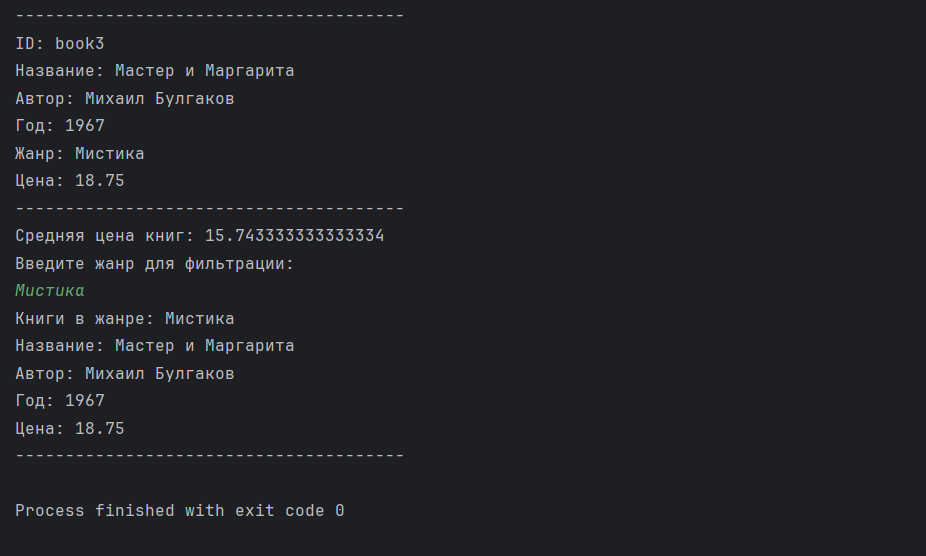 ---------------------------------------
ID: book3
Название: Мастер и Маргарита
Автор: Михаил Булгаков
Год: 1967
Жанр: Мистика
Цена: 18.75
---------------------------------------
Средняя цена книг: 15.743333333333334
Введите жанр для фильтрации:
Мистика
Книги в жанре: Мистика
Название: Мастер и Маргарита
Автор: Михаил Булгаков
Год: 1967
Цена: 18.75
---------------------------------------
Process finished with exit code 0